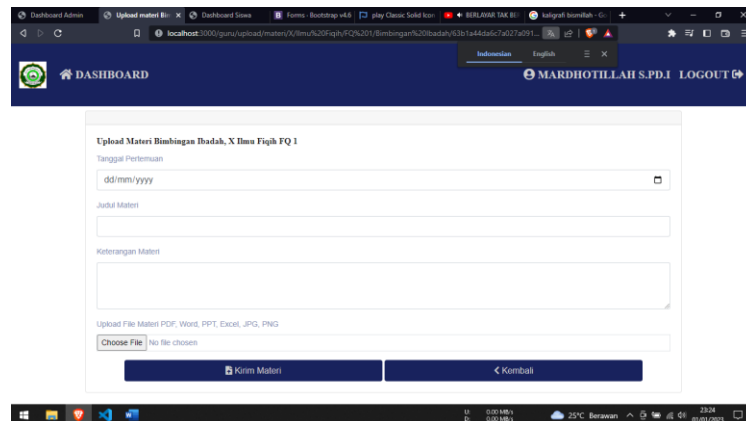 Dashboard Admin
Upload materi Bim
Dashboard Siswa
Forms · Bootstrap v4.6
play Classic Solid Icon
BERLAYAR TAK BE
kaligrafi bismillah - Go
localhost:3000/guru/upload/materi/X/Ilmu%20Fiqih/FQ%201/Bimbingan%20Ibadah/63b1a44da6c7a027a091...
Indonesian English
DASHBOARD
MARDHOTILLAH S.PD.I LOGOUT
Upload Materi Bimbingan Ibadah, X Ilmu Fiqih FQ 1
Tanggal Pertemuan
dd/mm/yyyy
Judul Materi
Keterangan Materi
Upload File Materi PDF, Word, PPT, Excel, JPG, PNG
Choose File No file chosen
Kirim Materi
Kembali
U: 0.00 MB/s
D: 0.00 MB/s
25°C Berawan
23:24
01/01/2023